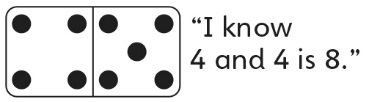 “I know
4 and 4 is 8.”